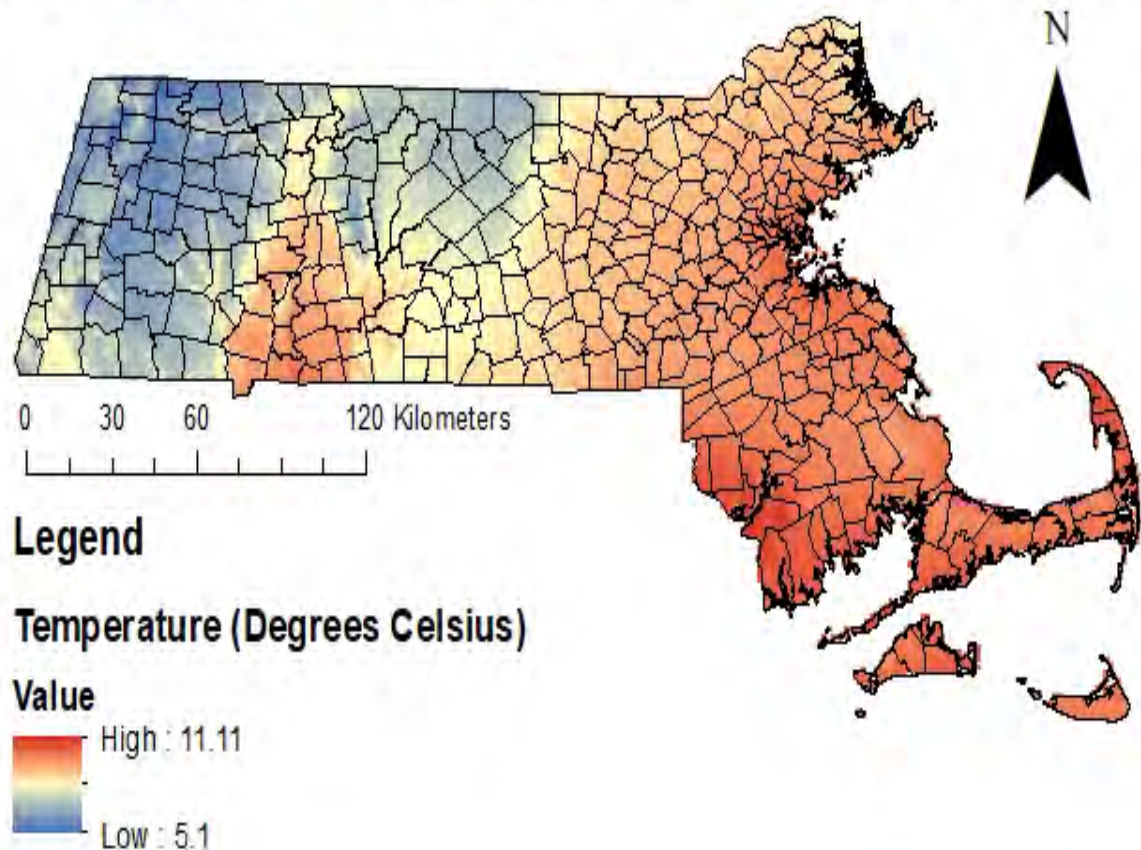 N
0 30 60 120 Kilometers
Legend
Temperature (Degrees Celsius)
Value
High : 11.11
Low : 5.1